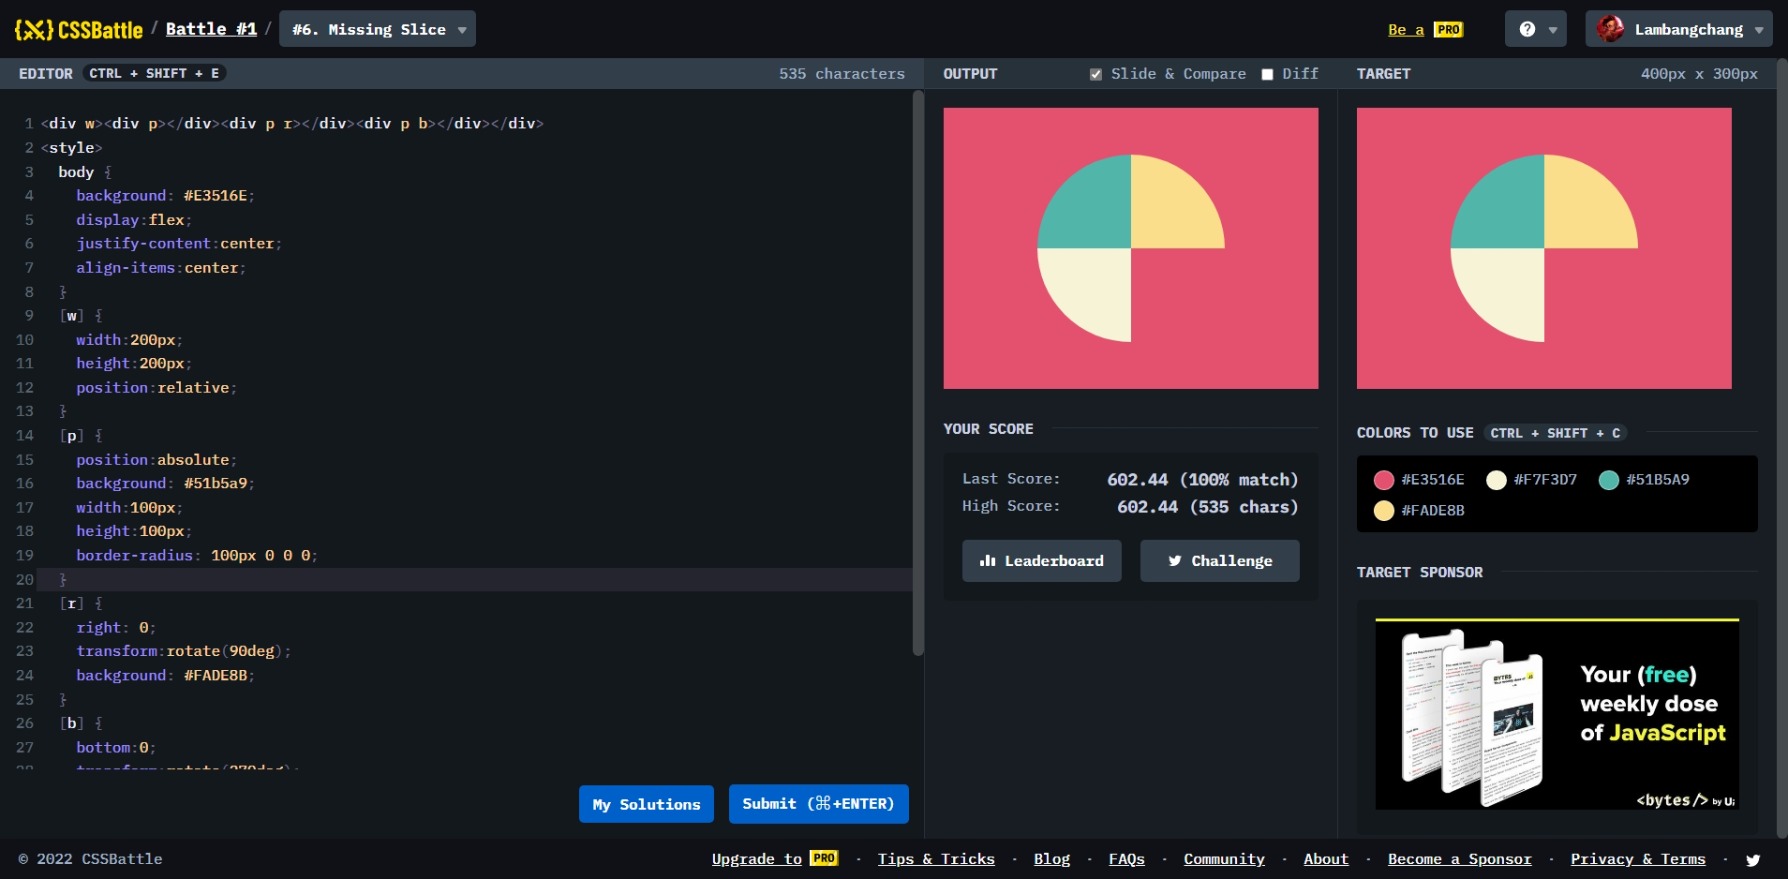 CSSBattle / Battle #1 / #6. Missing Slice
Be a PRO
?
Lambangchang
EDITOR CTRL + SHIFT + E
535 characters
OUTPUT
Slide & Compare
Diff
TARGET
400px x 300px
1 <div w><div p></div><div p r></div><div p b></div></div>
2 <style>
3 body {
4 background: #E3516E;
5 display:flex;
6 justify-content:center;
7 align-items:center;
8 }
9 [w] {
10 width:200px;
11 height:200px;
12 position:relative;
13 }
14 [p] {
15 position:absolute;
16 background: #51b5a9;
17 width:100px;
18 height:100px;
19 border-radius: 100px 0 0 0;
20 }
21 [r] {
22 right: 0;
23 transform:rotate(90deg);
24 background: #FADE8B;
25 }
26 [b] {
27 bottom:0;
28 transform:rotate(270deg);
My Solutions
Submit (⌘+ENTER)
YOUR SCORE
Last Score: 602.44 (100% match)
High Score: 602.44 (535 chars)
Leaderboard
Challenge
COLORS TO USE CTRL + SHIFT + C
#E3516E #F7F3D7 #51B5A9
#FADE8B
TARGET SPONSOR
Your (free)
weekly dose
of JavaScript
<bytes/> by Ui
© 2022 CSSBattle
Upgrade to PRO · Tips & Tricks · Blog · FAQs · Community · About · Become a Sponsor · Privacy & Terms ·